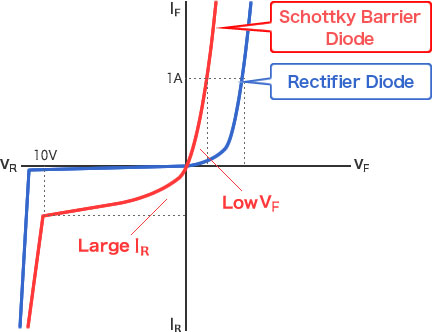 IF
Schottky Barrier
Diode
1A
Rectifier Diode
10V
VR
VF
Low VF
Large IR
IR